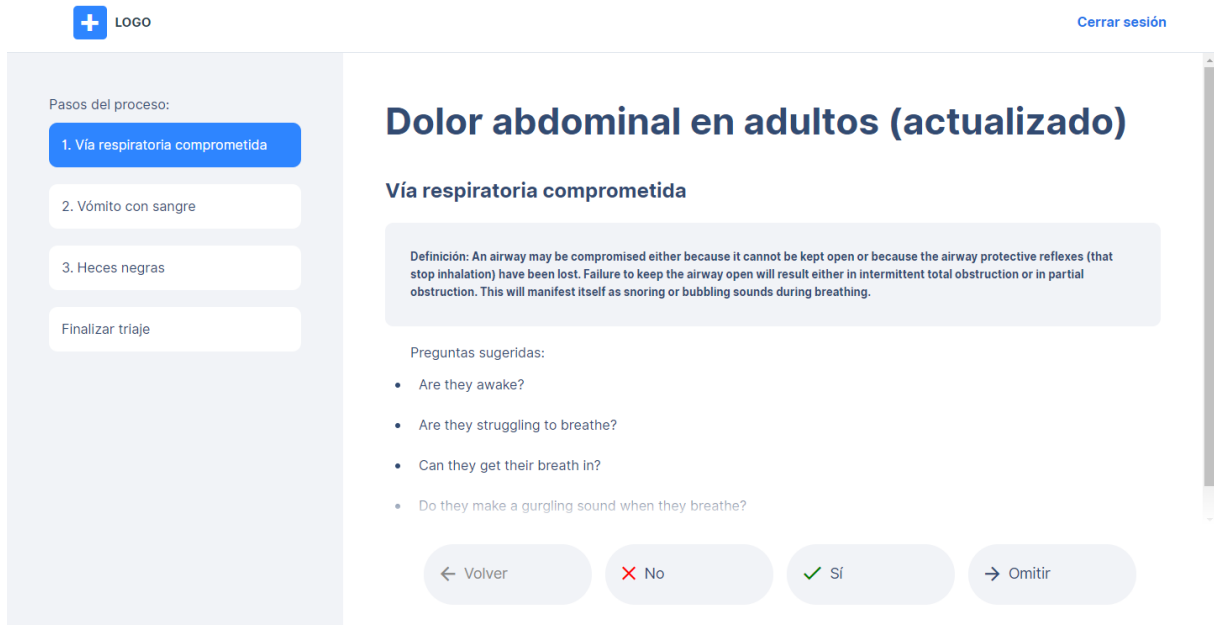 LOGO
Cerrar sesión
Pasos del proceso:
1. Vía respiratoria comprometida
2. Vómito con sangre
3. Heces negras
Finalizar triaje
Dolor abdominal en adultos (actualizado)
Vía respiratoria comprometida
Definición: An airway may be compromised either because it cannot be kept open or because the airway protective reflexes (that
stop inhalation) have been lost. Failure to keep the airway open will result either in intermittent total obstruction or in partial
obstruction. This will manifest itself as snoring or bubbling sounds during breathing.
Preguntas sugeridas:
• Are they awake?
• Are they struggling to breathe?
• Can they get their breath in?
• Do they make a gurgling sound when they breathe?
Volver
No
Sí
Omitir